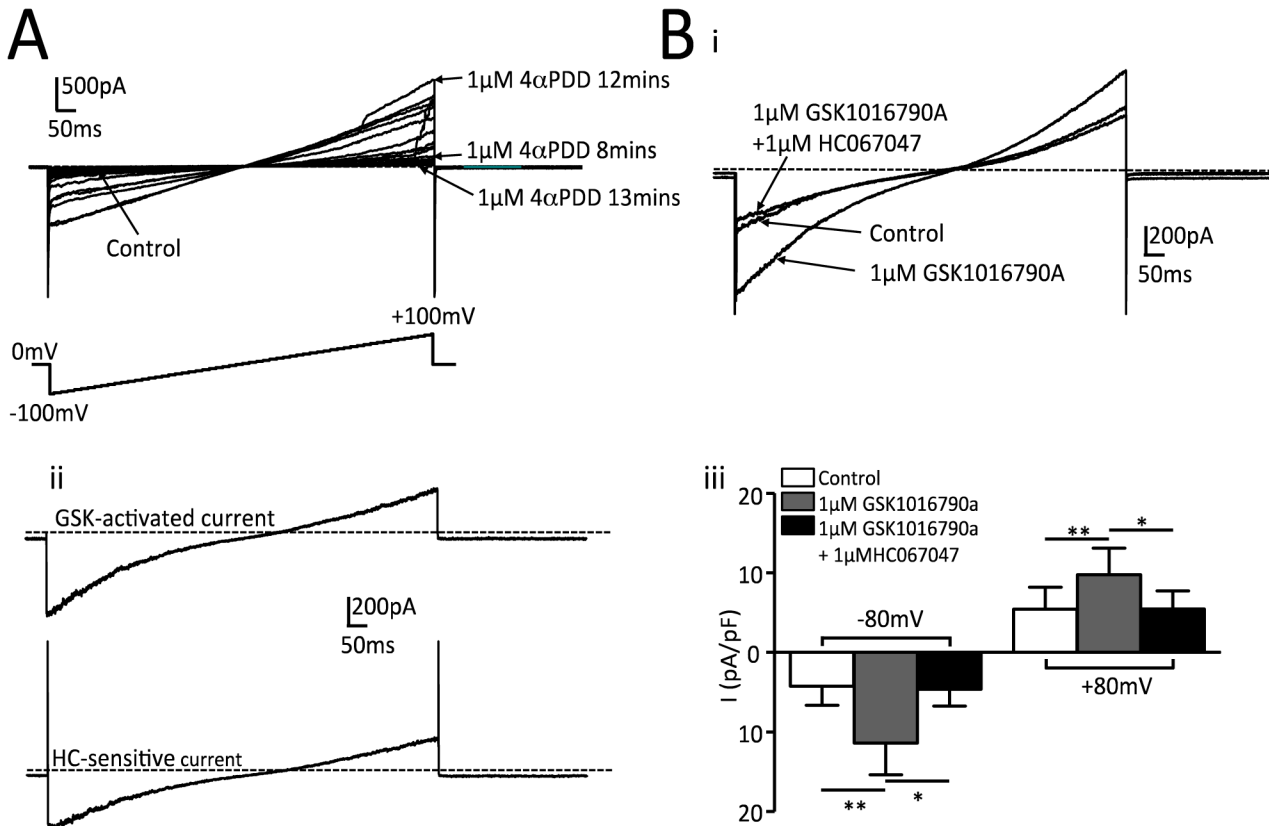 A
500pA
50ms
1µM 4αPDD 12mins
1µM 4αPDD 8mins
1µM 4αPDD 13mins
Control
+100mV
0mV
-100mV
B i
1µM GSK1016790A
+1µM HC067047
Control
1µM GSK1016790A
200pA
50ms
ii
GSK-activated current
200pA
50ms
HC-sensitive current
iii
Control
1µM GSK1016790a
1µM GSK1016790a
+ 1µMHC067047
20
10
0
10
20
I (pA/pF)
-80mV
+80mV
** *
** *